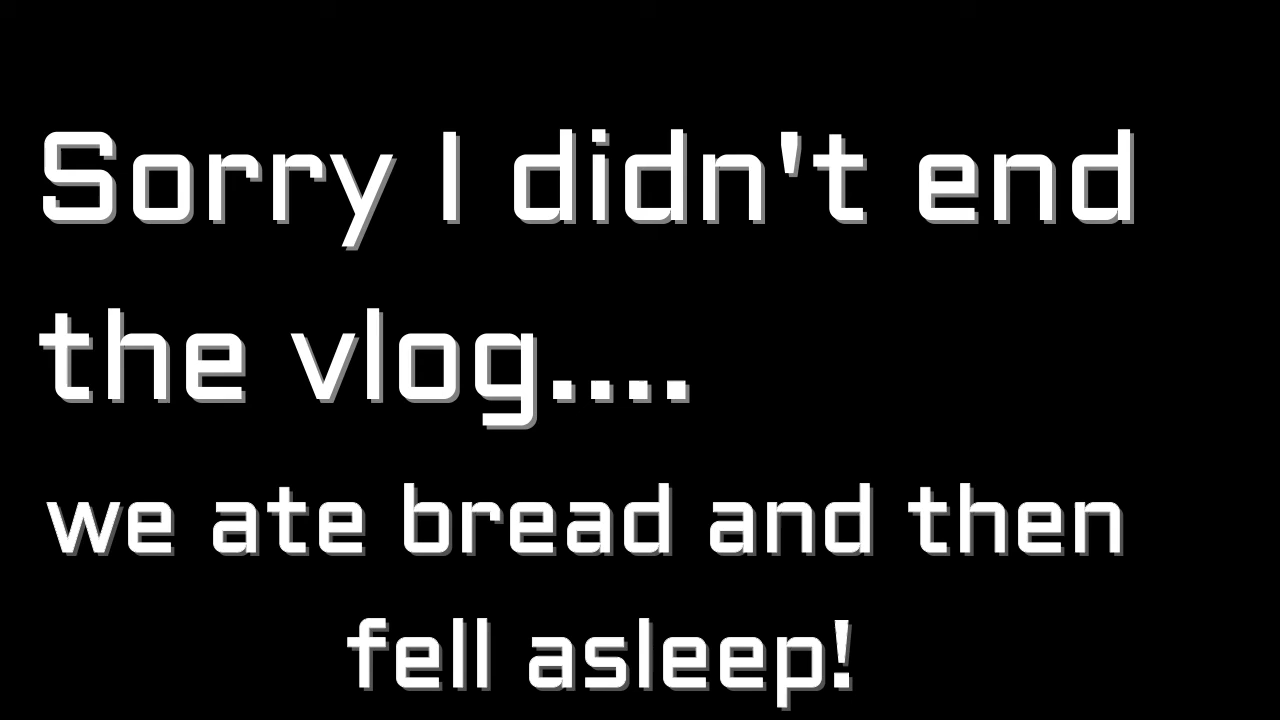 Sorry I didn't end
the vlog....
we ate bread and then
fell asleep!